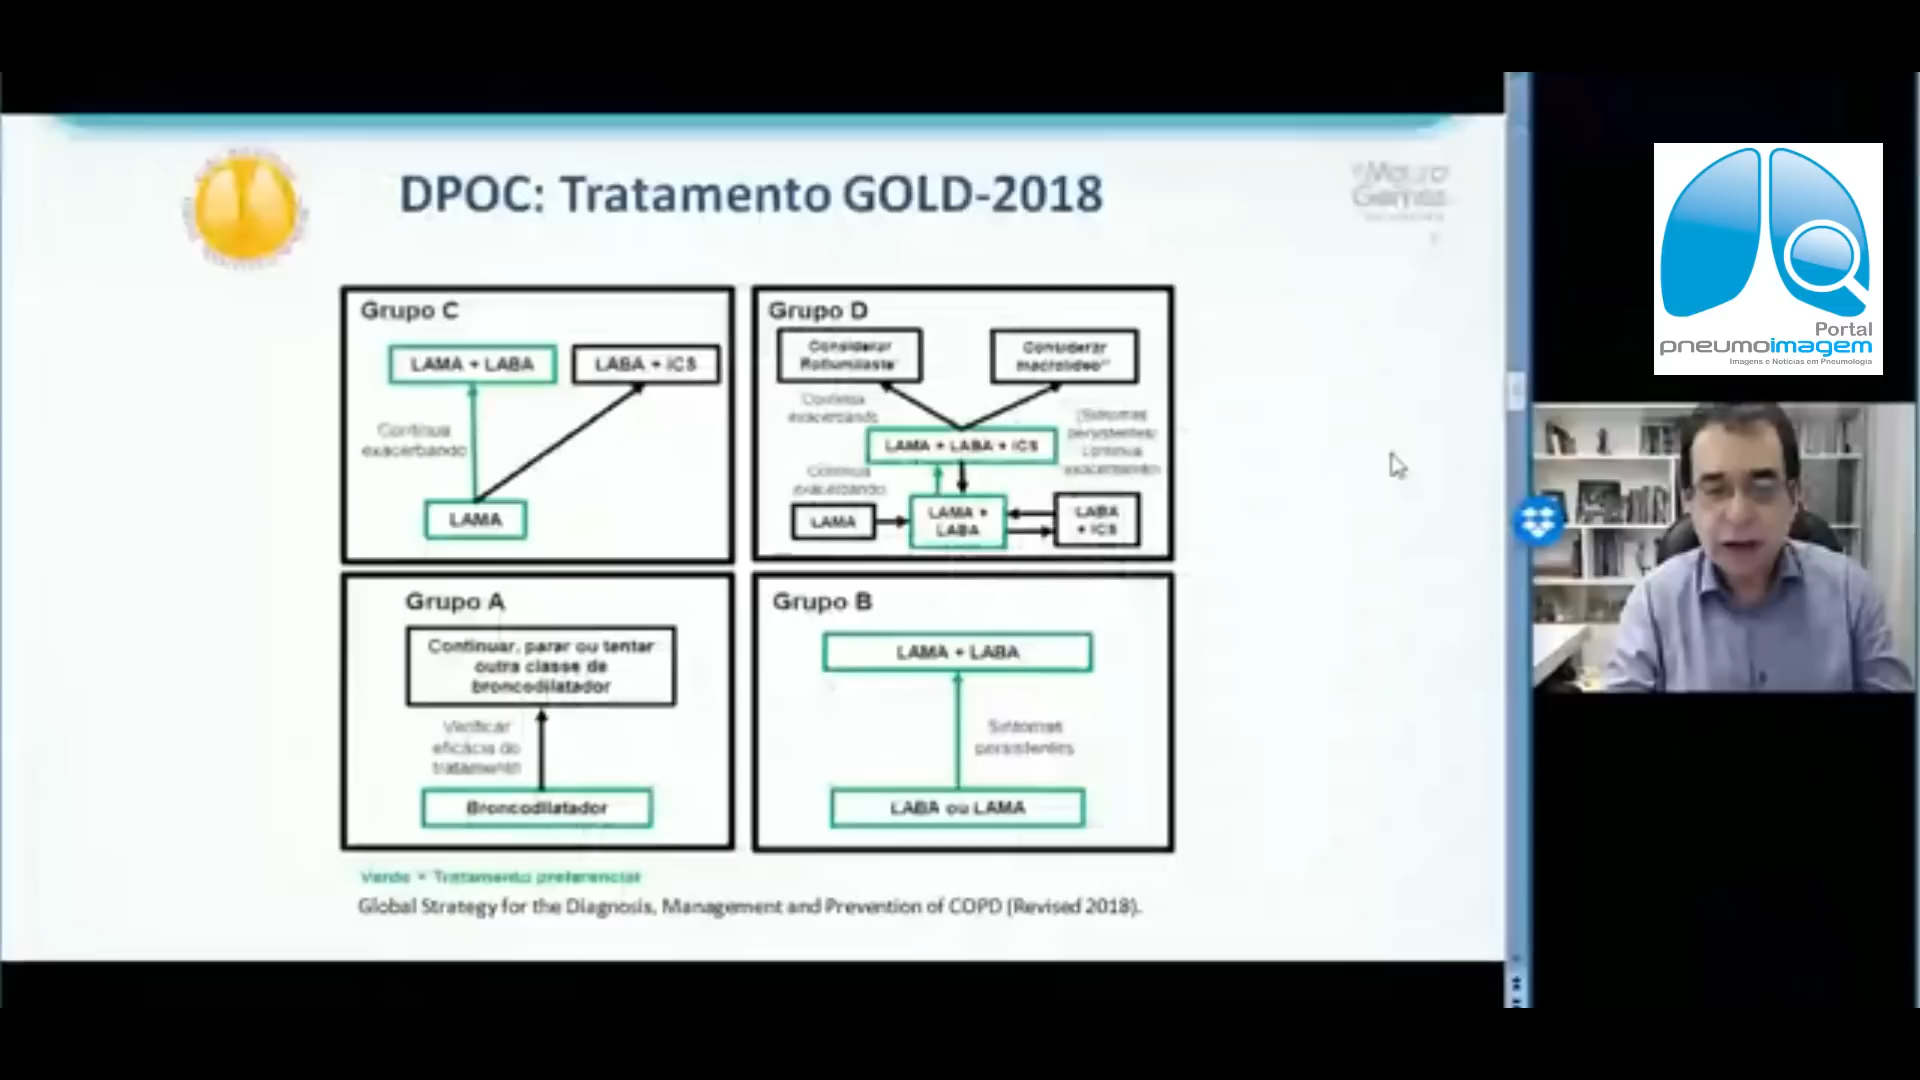 DPOC: Tratamento GOLD-2018
Mauro
Gomes
Grupo C
LAMA + LABA
LABA + ICS
Continua
exacerbando
LAMA
Grupo D
Considerar
Roflumilaste
Considerar
macrolídeo
Continua
exacerbando
(Sintomas
persistentes/
continua
exacerbando)
LAMA + LABA + ICS
Continua
exacerbando
LAMA
LAMA +
LABA
LABA
+ ICS
Grupo A
Continuar, parar ou tentar
outra classe de
broncodilatador
Verificar
eficácia do
tratamento
Broncodilatador
Grupo B
LAMA + LABA
Sintomas
persistentes
LABA ou LAMA
Verde = Tratamento preferencial
Global Strategy for the Diagnosis, Management and Prevention of COPD (Revised 2018).
Portal
pneumoimagem
Imagens e Notícias em Pneumologia